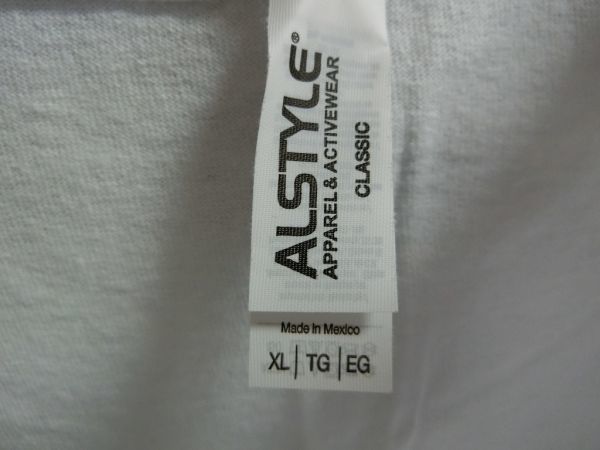 ALSTYLE®
APPAREL & ACTIVEWEAR
CLASSIC
Made in Mexico
XL | TG | EG